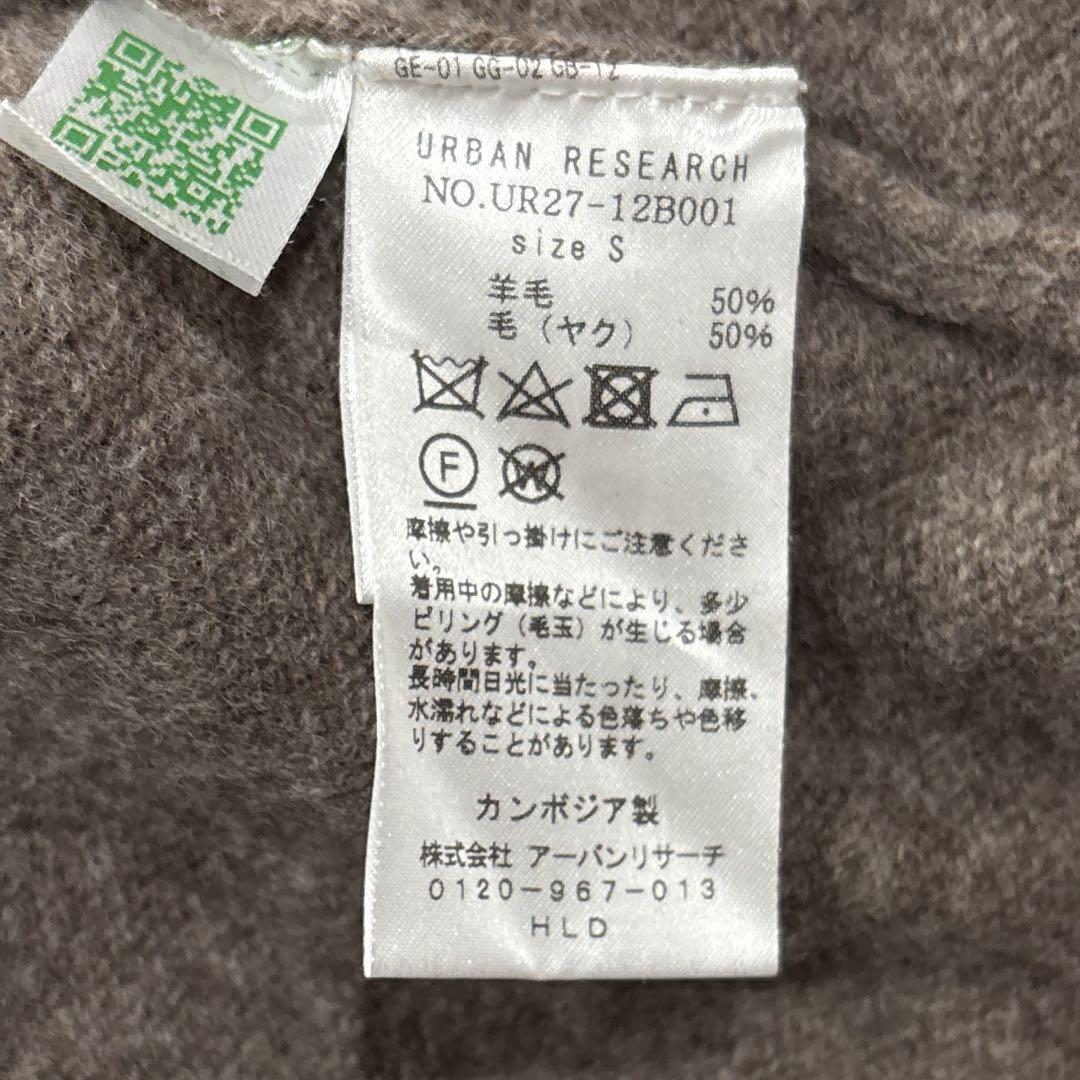 GE-01 GG-02 GB-12
URBAN RESEARCH
NO.UR27-12B001
size S
羊毛 50%
毛(ヤク) 50%
F
W
摩擦や引っ掛けにご注意くださ
い。
着用中の摩擦などにより、多少
ピリング(毛玉)が生じる場合
があります。
長時間日光に当たったり、摩擦、
水濡れなどによる色落ちや色移
りすることがあります。
カンボジア製
株式会社 アーバンリサーチ
0120-967-013
HLD